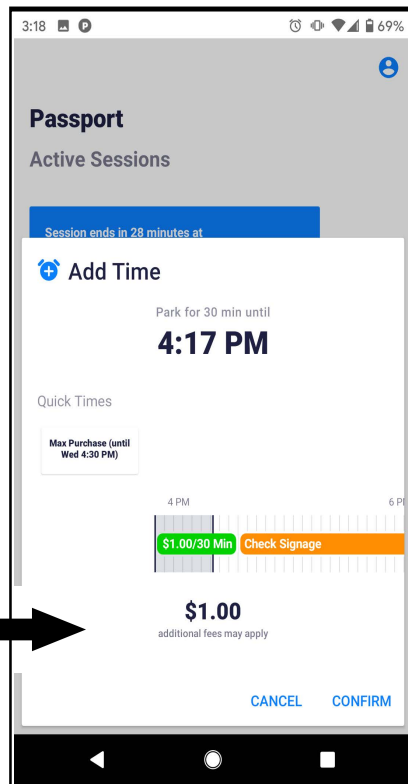 3:18 P 69%
Passport
Active Sessions
Session ends in 28 minutes at
Add Time
Park for 30 min until
4:17 PM
Quick Times
Max Purchase (until
Wed 4:30 PM)
4 PM 6 P
$1.00/30 Min Check Signage
$1.00
additional fees may apply
CANCEL CONFIRM